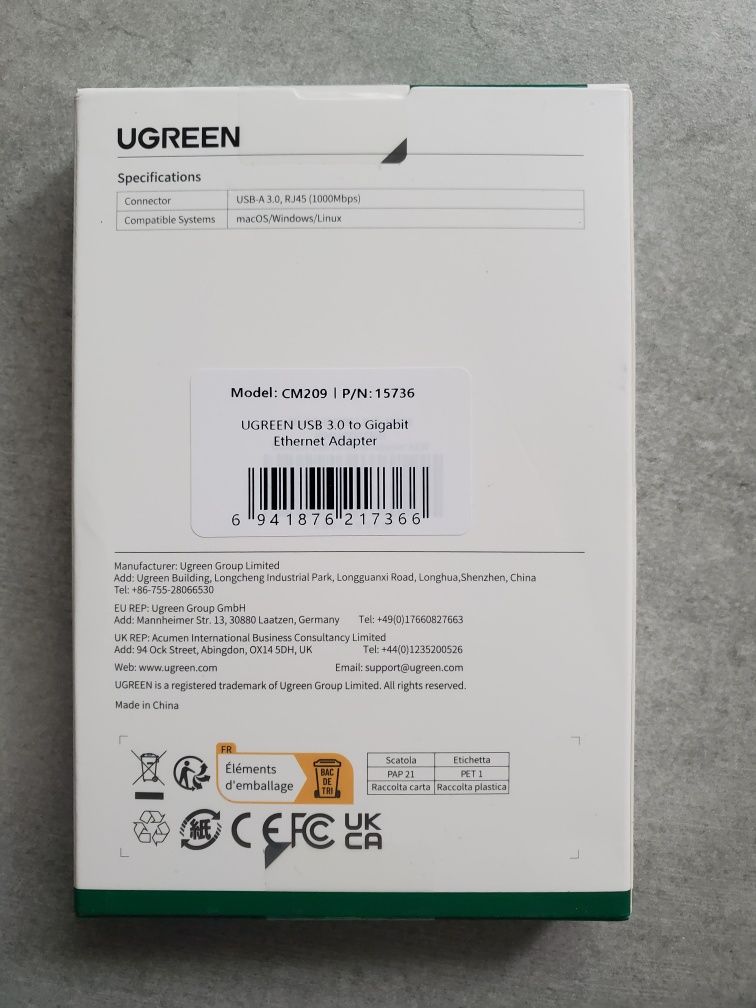 UGREEN
Specifications
Connector USB-A 3.0, RJ45 (1000Mbps)
Compatible Systems macOS/Windows/Linux
Model: CM209 | P/N: 15736
UGREEN USB 3.0 to Gigabit
Ethernet Adapter
6 941876 217366
Manufacturer: Ugreen Group Limited
Add: Ugreen Building, Longcheng Industrial Park, Longguanxi Road, Longhua,Shenzhen, China
Tel: +86-755-28066530
EU REP: Ugreen Group GmbH
Add: Mannheimer Str. 13, 30880 Laatzen, Germany Tel: +49(0)17660827663
UK REP: Acumen International Business Consultancy Limited
Add: 94 Ock Street, Abingdon, OX14 5DH, UK Tel: +44(0)1235200526
Web: www.ugreen.com Email: support@ugreen.com
UGREEN is a registered trademark of Ugreen Group Limited. All rights reserved.
Made in China
FR
Éléments
d'emballage
BAC
DE
TRI
Scatola Etichetta
PAP 21 PET 1
Raccolta carta Raccolta plastica
紙 CE FC UK
CA